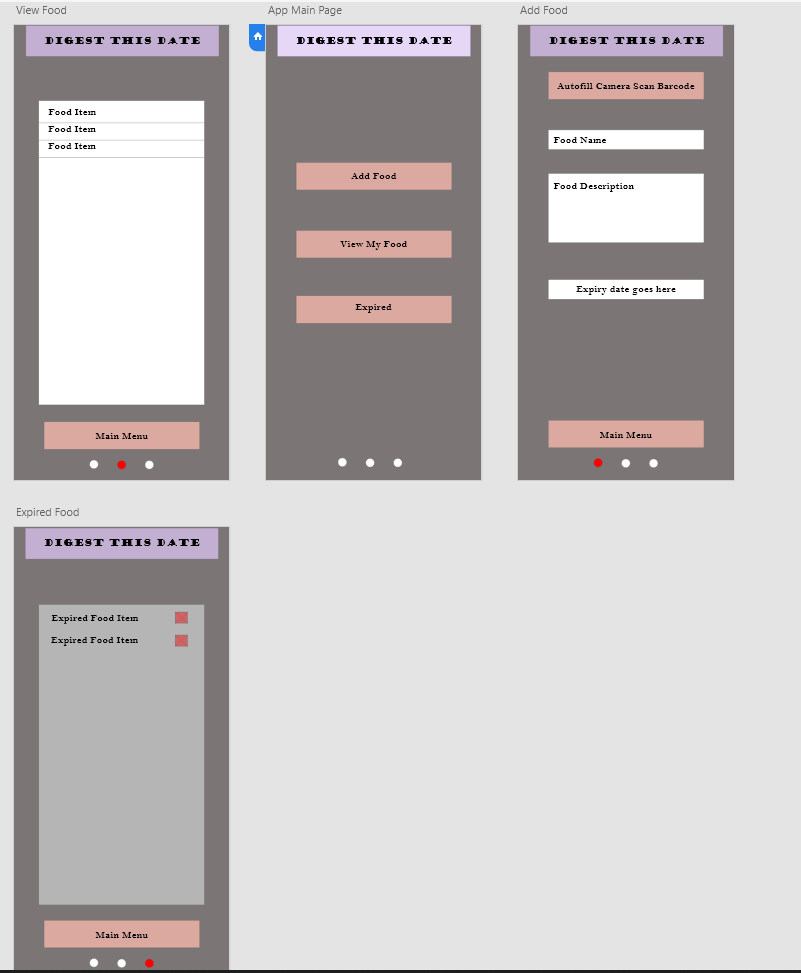 View Food
DIGEST THIS DATE
Food Item
Food Item
Food Item
Main Menu
App Main Page
DIGEST THIS DATE
Add Food
View My Food
Expired
Add Food
DIGEST THIS DATE
Autofill Camera Scan Barcode
Food Name
Food Description
Expiry date goes here
Main Menu
Expired Food
DIGEST THIS DATE
Expired Food Item
Expired Food Item
Main Menu